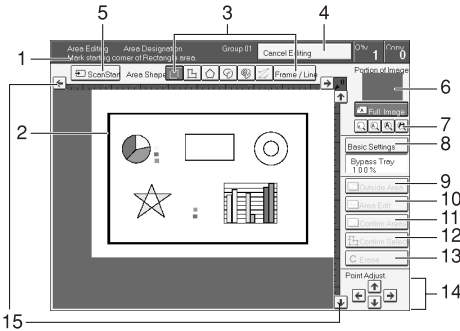 5 3 4
Area Editing Area Designation Group 01 Cancel Editing Q'ty 1 Copy 0
1 Mark starting corner of Rectangle area.
ScanStart Area Shape Frame / Line Portion of Image
6
Full Image
2
7
Basic Settings 8
Bypass Tray
100%
Outside Area 9
Area Edit 10
Confirm Areas 11
Confirm Select 12
C Erase 13
Point Adjust.
14
15